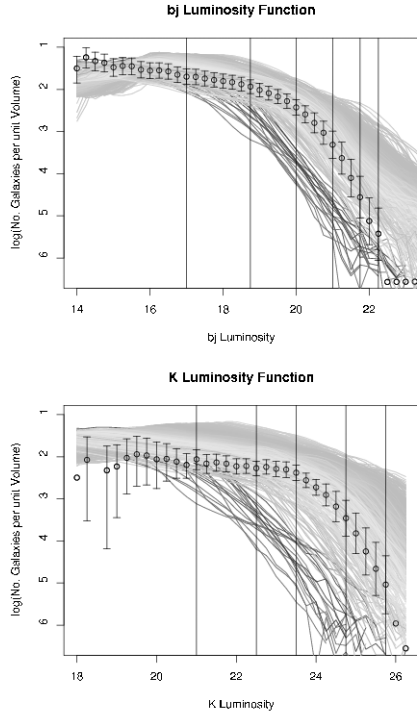 bj Luminosity Function
log(No. Galaxies per unit Volume)
1
2
3
4
5
6
14 16 18 20 22
bj Luminosity
K Luminosity Function
log(No. Galaxies per unit Volume)
1
2
3
4
5
6
18 20 22 24 26
K Luminosity